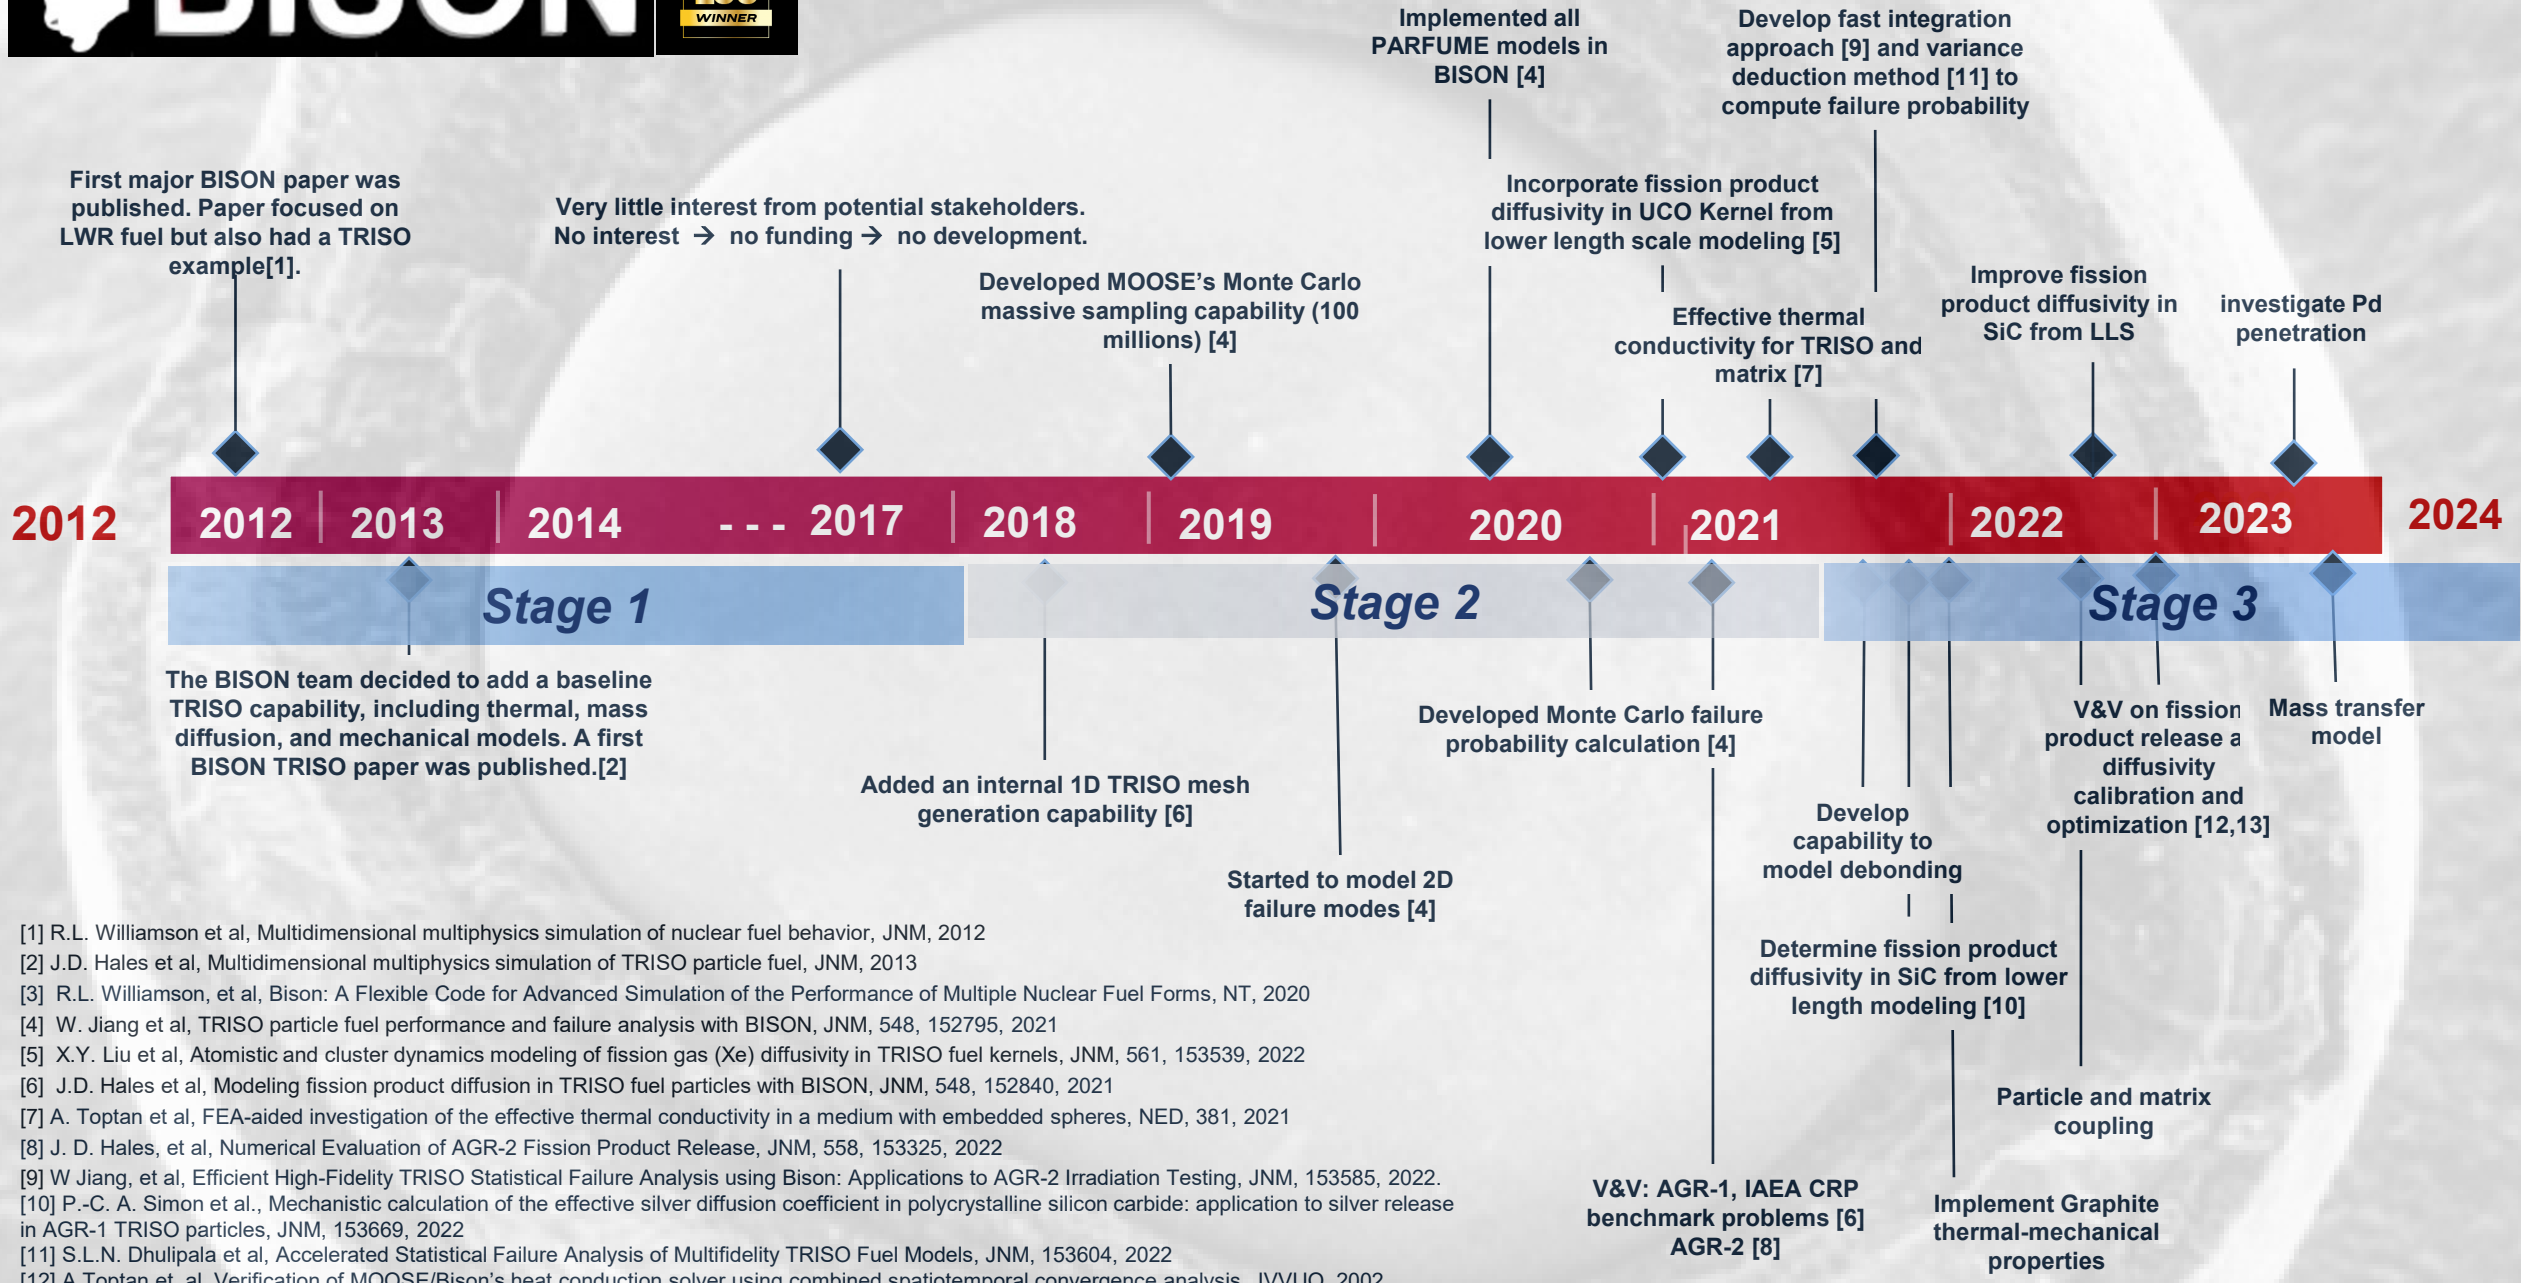 BISON
WINNER
Implemented all
PARFUME models in
BISON [4]
Develop fast integration
approach [9] and variance
deduction method [11] to
compute failure probability
First major BISON paper was
published. Paper focused on
LWR fuel but also had a TRISO
example[1].
Very little interest from potential stakeholders.
No interest → no funding → no development.
Developed MOOSE's Monte Carlo
massive sampling capability (100
millions) [4]
Incorporate fission product
diffusivity in UCO Kernel from
lower length scale modeling [5]
Effective thermal
conductivity for TRISO and
matrix [7]
Improve fission
product diffusivity in
SiC from LLS
investigate Pd
penetration
2012 2012 2013 2014 - - - 2017 2018 2019 2020 2021 2022 2023 2024
Stage 1 Stage 2 Stage 3
The BISON team decided to add a baseline
TRISO capability, including thermal, mass
diffusion, and mechanical models. A first
BISON TRISO paper was published.[2]
Added an internal 1D TRISO mesh
generation capability [6]
Started to model 2D
failure modes [4]
Developed Monte Carlo failure
probability calculation [4]
V&V: AGR-1, IAEA CRP
benchmark problems [6]
AGR-2 [8]
Develop
capability to
model debonding
Determine fission product
diffusivity in SiC from lower
length modeling [10]
Implement Graphite
thermal-mechanical
properties
V&V on fission
product release a
diffusivity
calibration and
optimization [12,13]
Particle and matrix
coupling
Mass transfer
model
[1] R.L. Williamson et al, Multidimensional multiphysics simulation of nuclear fuel behavior, JNM, 2012
[2] J.D. Hales et al, Multidimensional multiphysics simulation of TRISO particle fuel, JNM, 2013
[3] R.L. Williamson, et al, Bison: A Flexible Code for Advanced Simulation of the Performance of Multiple Nuclear Fuel Forms, NT, 2020
[4] W. Jiang et al, TRISO particle fuel performance and failure analysis with BISON, JNM, 548, 152795, 2021
[5] X.Y. Liu et al, Atomistic and cluster dynamics modeling of fission gas (Xe) diffusivity in TRISO fuel kernels, JNM, 561, 153539, 2022
[6] J.D. Hales et al, Modeling fission product diffusion in TRISO fuel particles with BISON, JNM, 548, 152840, 2021
[7] A. Toptan et al, FEA-aided investigation of the effective thermal conductivity in a medium with embedded spheres, NED, 381, 2021
[8] J. D. Hales, et al, Numerical Evaluation of AGR-2 Fission Product Release, JNM, 558, 153325, 2022
[9] W Jiang, et al, Efficient High-Fidelity TRISO Statistical Failure Analysis using Bison: Applications to AGR-2 Irradiation Testing, JNM, 153585, 2022.
[10] P.-C. A. Simon et al., Mechanistic calculation of the effective silver diffusion coefficient in polycrystalline silicon carbide: application to silver release
in AGR-1 TRISO particles, JNM, 153669, 2022
[11] S.L.N. Dhulipala et al, Accelerated Statistical Failure Analysis of Multifidelity TRISO Fuel Models, JNM, 153604, 2022
[12] A Toptan et. al. Verification of MOOSE/Bison's heat conduction solver using combined spatiotemporal convergence analysis, JVVUQ, 2002